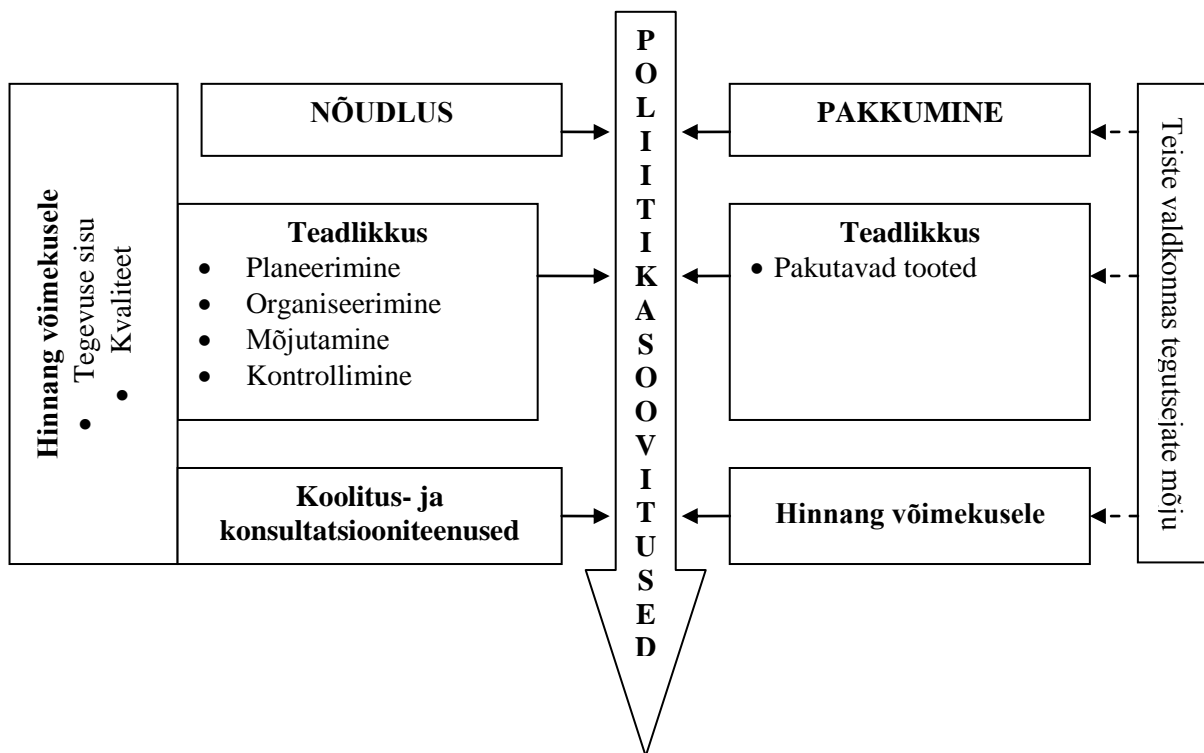 Hinnang võimekusele
• Tegevuse sisu
• Kvaliteet
NÕUDLUS
Teadlikkus
• Planeerimine
• Organiseerimine
• Mõjutamine
• Kontrollimine
Koolitus- ja
konsultatsiooniteenused
POLIITIKASOOVITUSED
PAKKUMINE
Teadlikkus
• Pakutavad tooted
Hinnang võimekusele
Teiste valdkonnas tegutsejate mõju